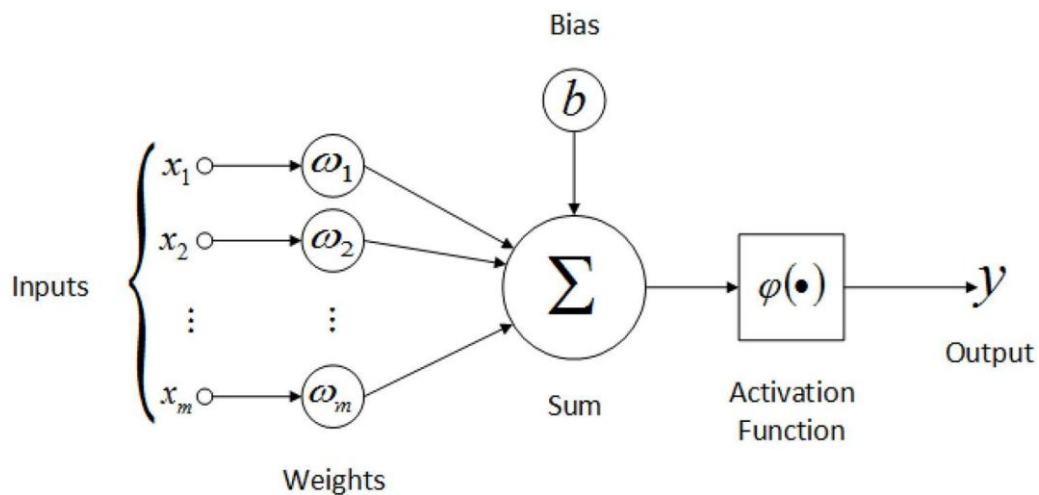 Bias
b
x₁ ω₁
x₂ ω₂
Inputs
⋮ ⋮
Σ
φ(•)
y
Output
xₘ ωₘ
Sum
Activation
Function
Weights